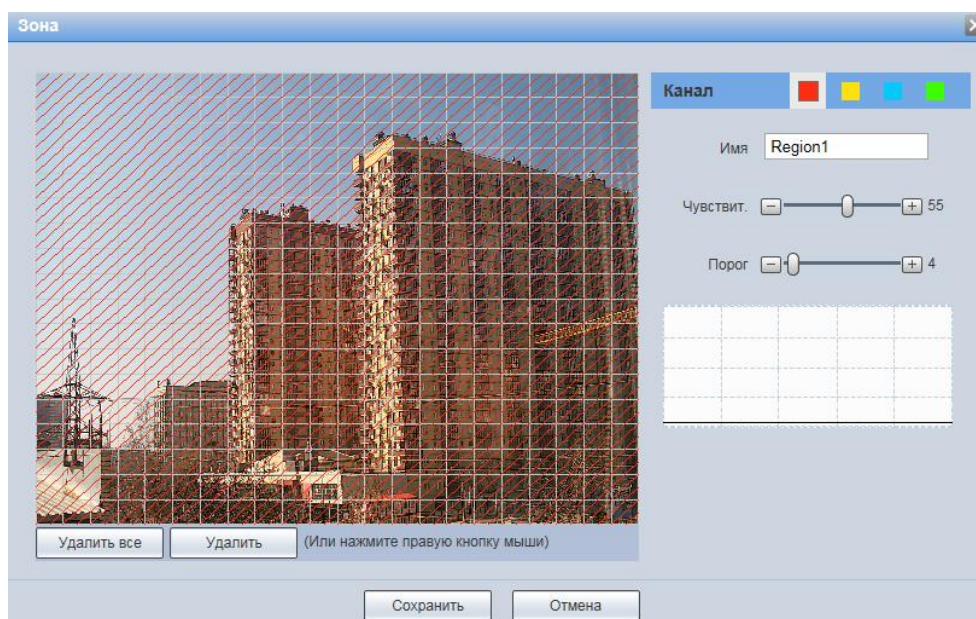 Зона
Канал
Имя Region1
Чувствит. 55
Порог 4
Удалить все Удалить (Или нажмите правую кнопку мыши)
Сохранить Отмена